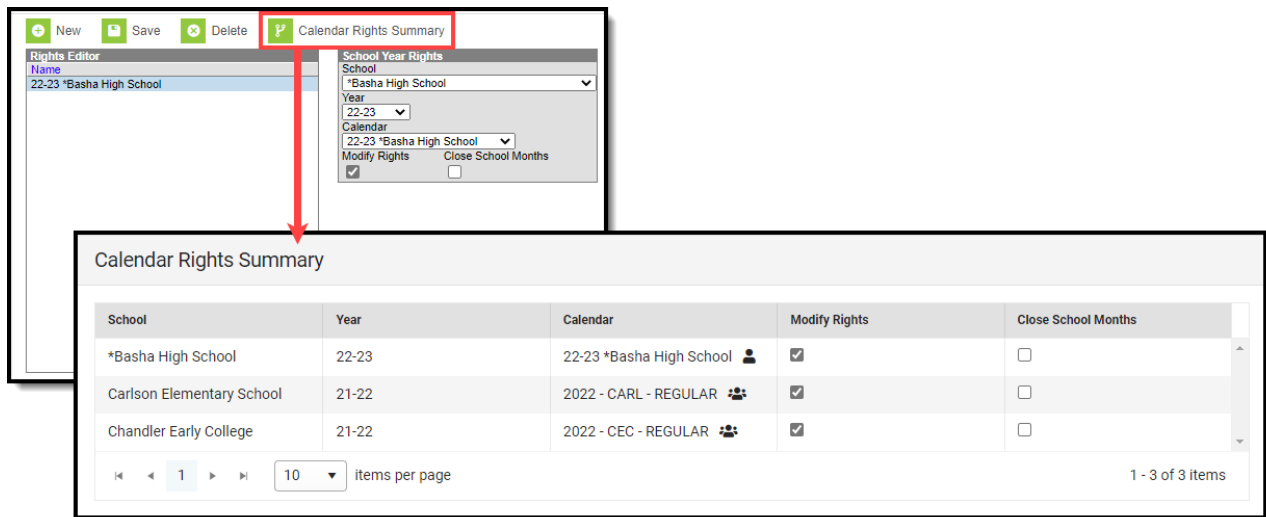 New Save Delete Calendar Rights Summary
Rights Editor
Name
22-23 *Basha High School
School Year Rights
School
*Basha High School
Year
22-23
Calendar
22-23 *Basha High School
Modify Rights Close School Months
Calendar Rights Summary
School Year Calendar Modify Rights Close School Months
*Basha High School 22-23 22-23 *Basha High School
Carlson Elementary School 21-22 2022 - CARL - REGULAR
Chandler Early College 21-22 2022 - CEC - REGULAR
1 10 items per page 1 - 3 of 3 items